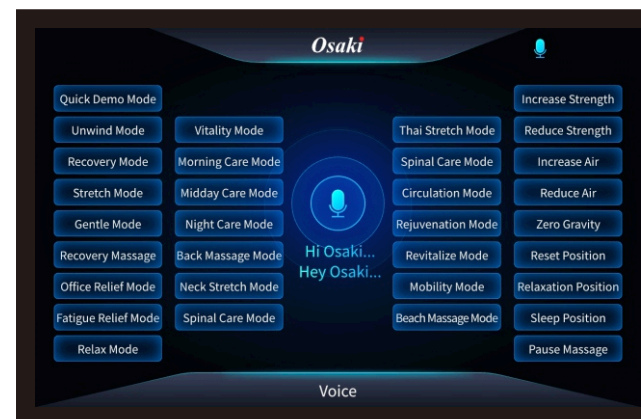 Osaki
Quick Demo Mode
Unwind Mode
Recovery Mode
Stretch Mode
Gentle Mode
Recovery Massage
Office Relief Mode
Fatigue Relief Mode
Relax Mode
Vitality Mode
Morning Care Mode
Midday Care Mode
Night Care Mode
Back Massage Mode
Neck Stretch Mode
Spinal Care Mode
Hi Osaki...
Hey Osaki...
Thai Stretch Mode
Spinal Care Mode
Circulation Mode
Rejuvenation Mode
Revitalize Mode
Mobility Mode
Beach Massage Mode
Increase Strength
Reduce Strength
Increase Air
Reduce Air
Zero Gravity
Reset Position
Relaxation Position
Sleep Position
Pause Massage
Voice